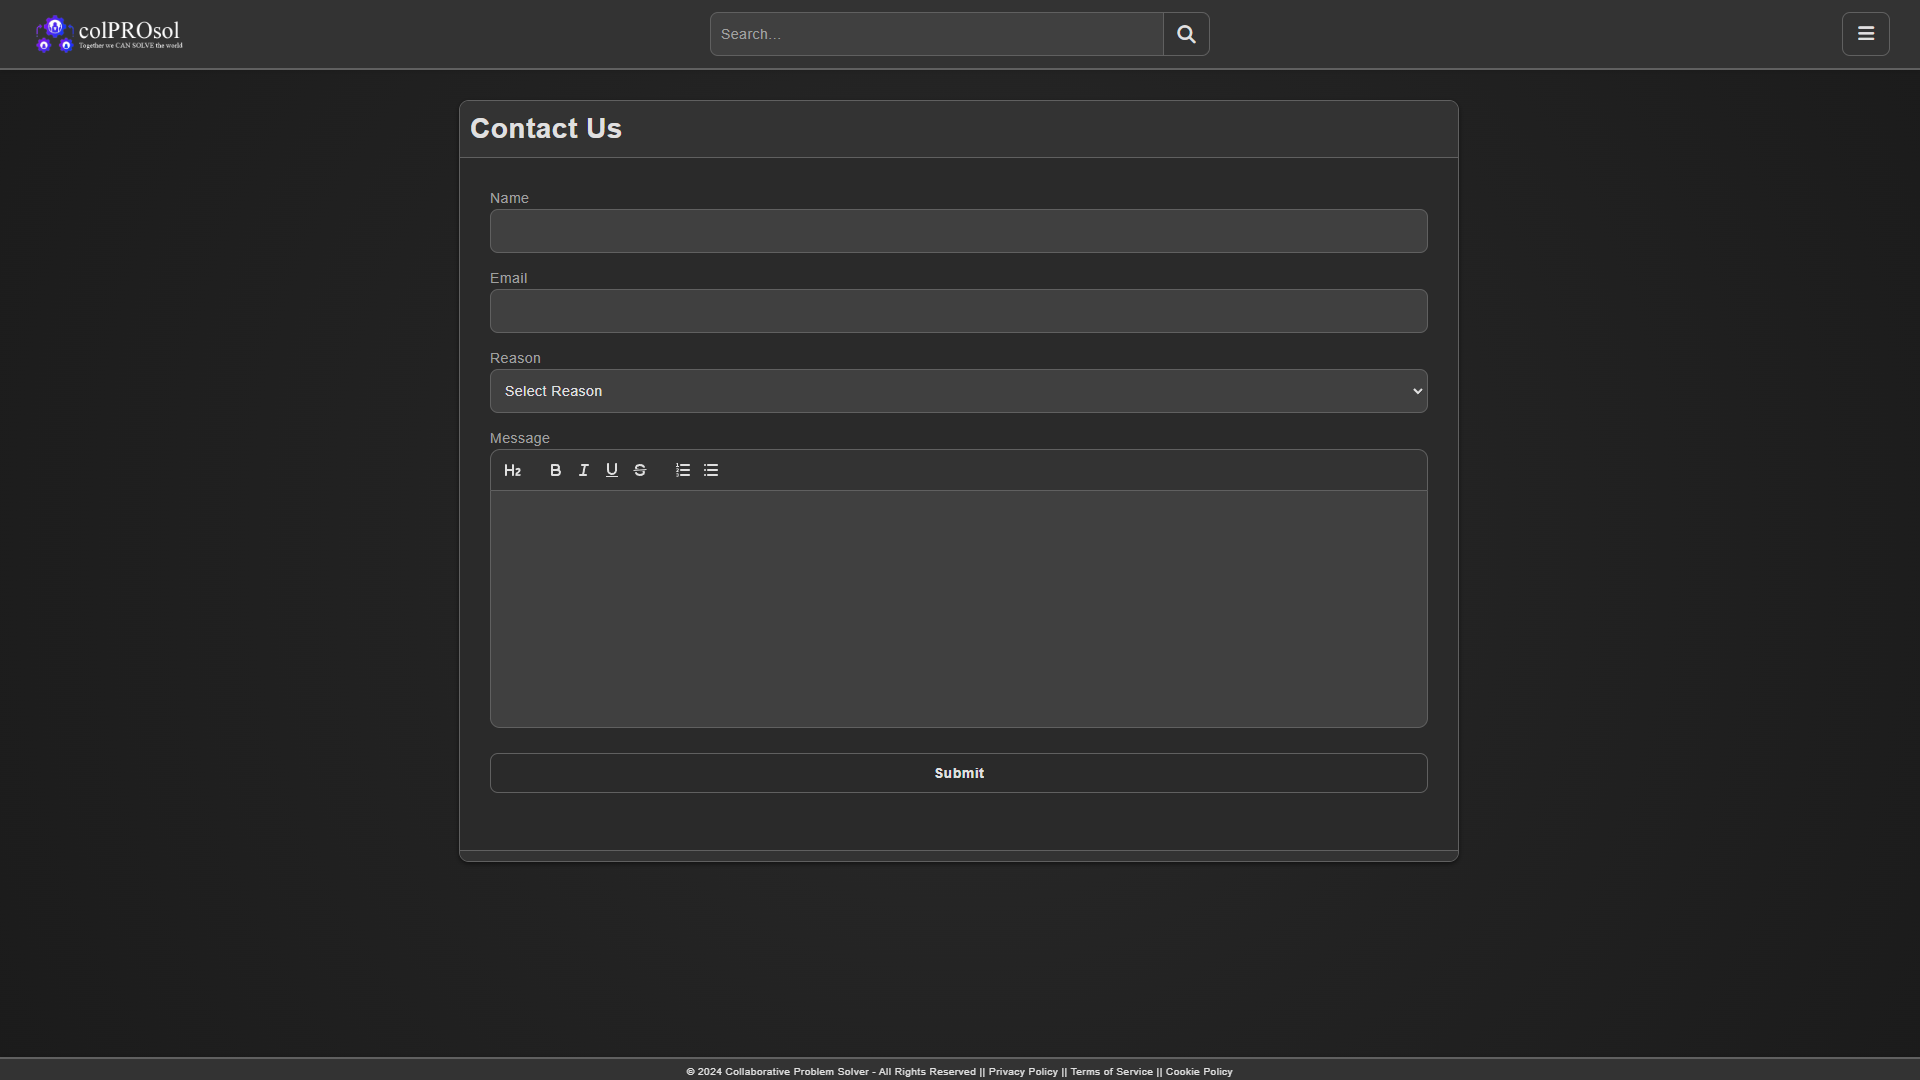 colPROsol
Together we CAN SOLVE the world
Search...
Contact Us
Name
Email
Reason
Select Reason
Message
H2 B I U S
Submit
© 2024 Collaborative Problem Solver - All Rights Reserved || Privacy Policy || Terms of Service || Cookie Policy